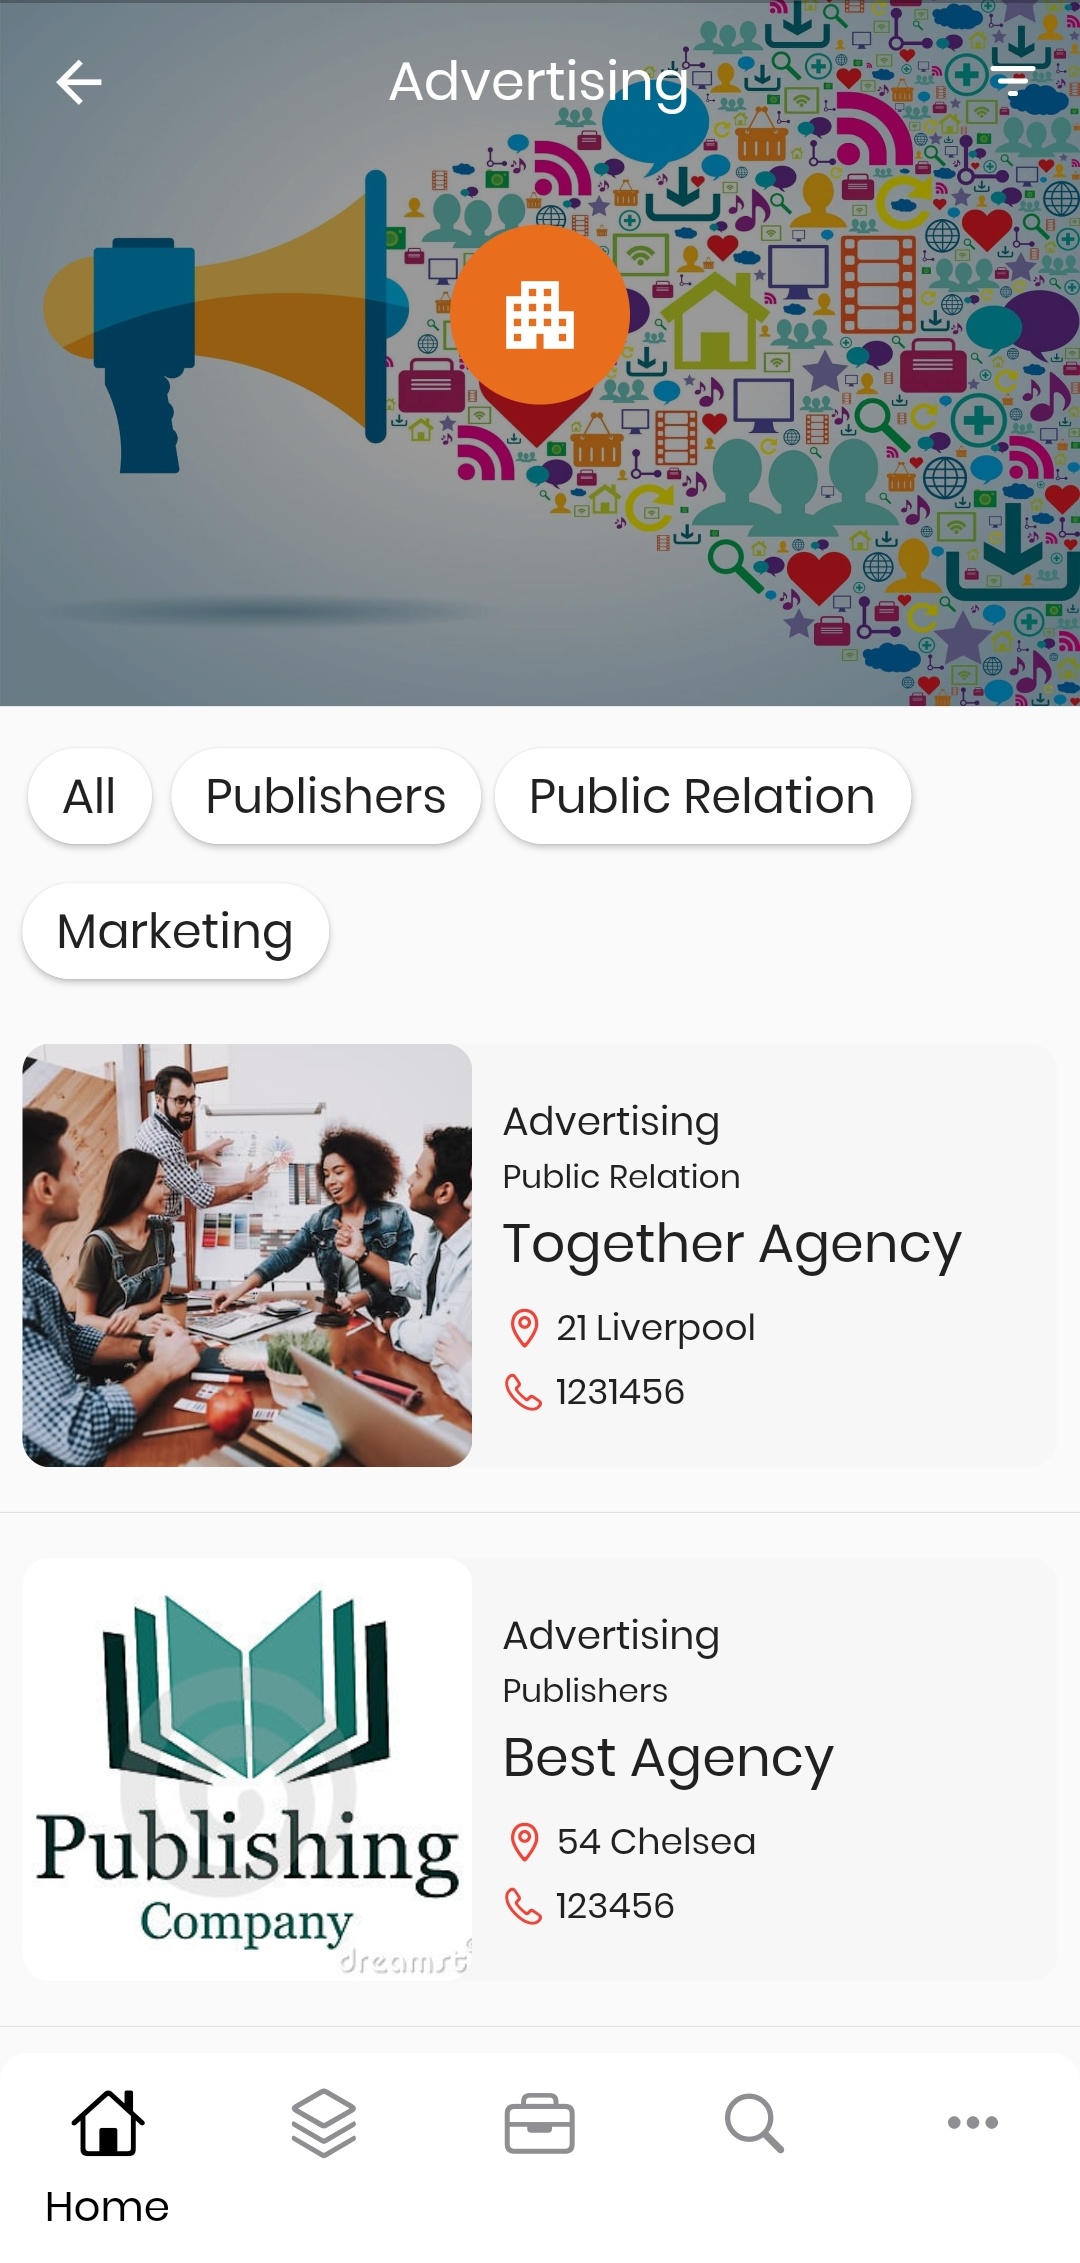 Advertising
All
Publishers
Public Relation
Marketing
Advertising
Public Relation
Together Agency
21 Liverpool
1231456
Advertising
Publishers
Best Agency
54 Chelsea
123456
Publishing
Company
dreamst
Home